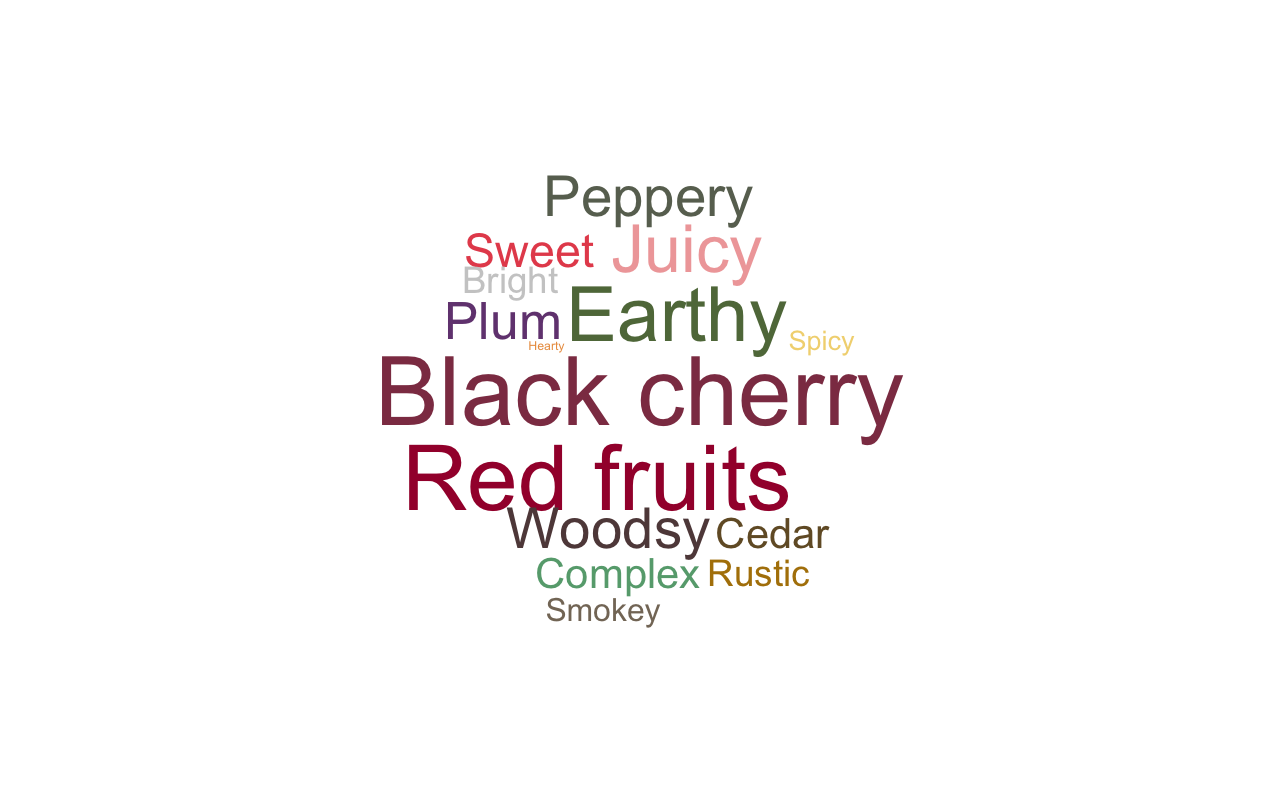 Peppery
Sweet Juicy
Bright
Plum Earthy
Spicy
Hearty
Black cherry
Red fruits
Woodsy Cedar
Complex Rustic
Smokey